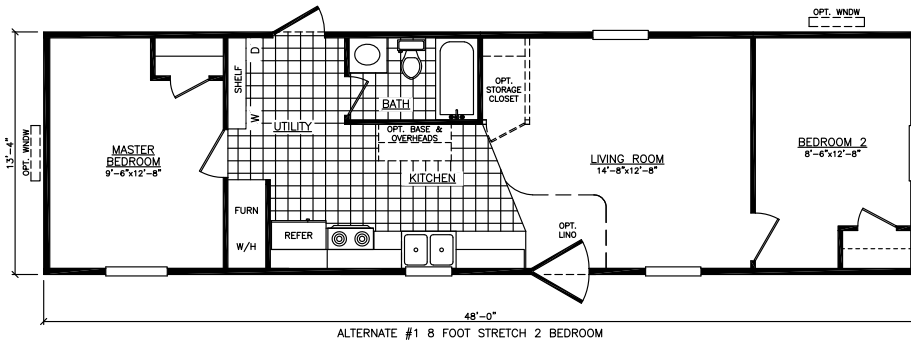 OPT. WNDW
13'-4"
OPT. WNDW
MASTER
BEDROOM
9'-6"x12'-8"
SHELF
D
W
UTILITY
FURN
W/H
BATH
OPT. BASE &
OVERHEADS
KITCHEN
REFER
OPT.
STORAGE
CLOSET
LIVING ROOM
14'-8"x12'-8"
OPT.
LINO
BEDROOM 2
8'-6"x12'-8"
48'-0"
ALTERNATE #1 8 FOOT STRETCH 2 BEDROOM